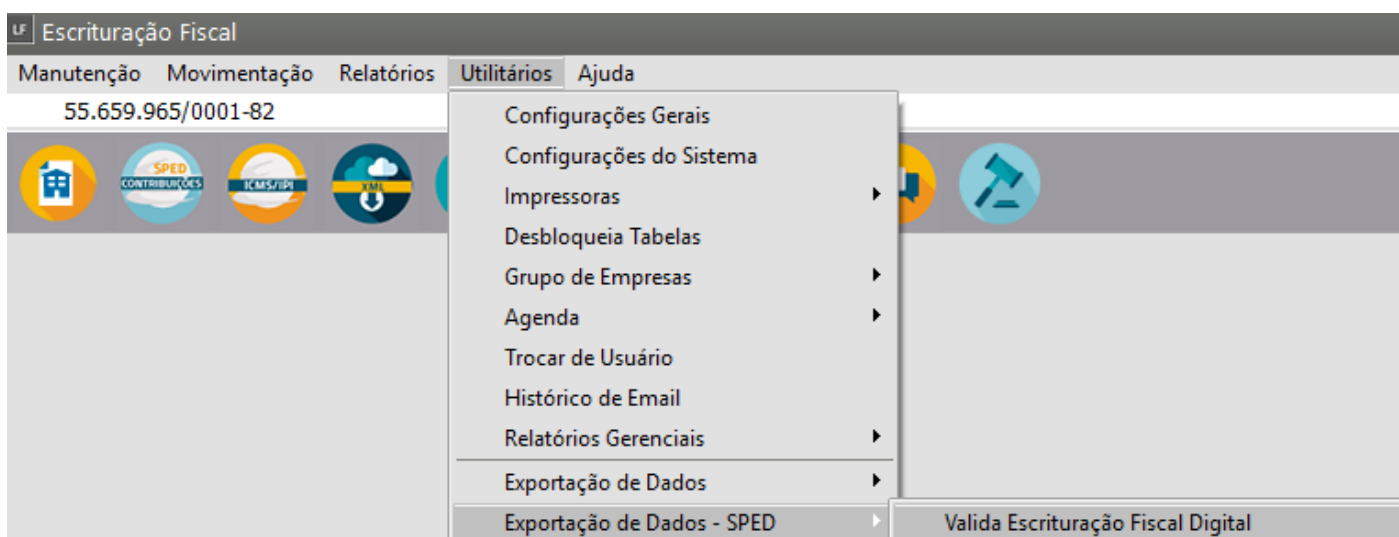 LF Escrituração Fiscal
Manutenção Movimentação Relatórios Utilitários Ajuda
55.659.965/0001-82
SPED
CONTRIBUIÇÕES
ICMS/IPI
XML
Configurações Gerais
Configurações do Sistema
Impressoras
Desbloqueia Tabelas
Grupo de Empresas
Agenda
Trocar de Usuário
Histórico de Email
Relatórios Gerenciais
Exportação de Dados
Exportação de Dados - SPED
Valida Escrituração Fiscal Digital